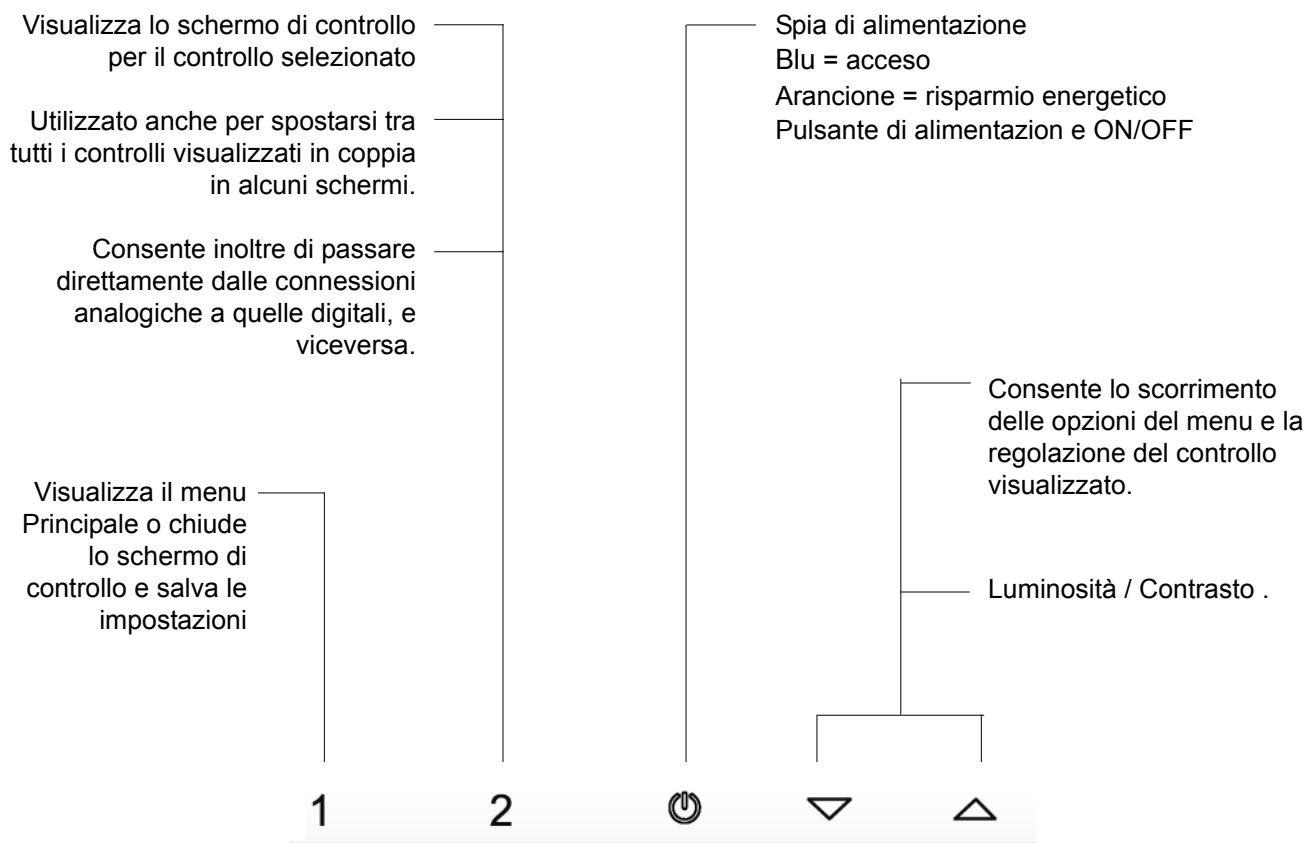 Visualizza lo schermo di controllo
per il controllo selezionato
Utilizzato anche per spostarsi tra
tutti i controlli visualizzati in coppia
in alcuni schermi.
Consente inoltre di passare
direttamente dalle connessioni
analogiche a quelle digitali, e
viceversa.
Visualizza il menu
Principale o chiude
lo schermo di
controllo e salva le
impostazioni
Spia di alimentazione
Blu = acceso
Arancione = risparmio energetico
Pulsante di alimentazion e ON/OFF
Consente lo scorrimento
delle opzioni del menu e la
regolazione del controllo
visualizzato.
Luminosità / Contrasto .
1 2